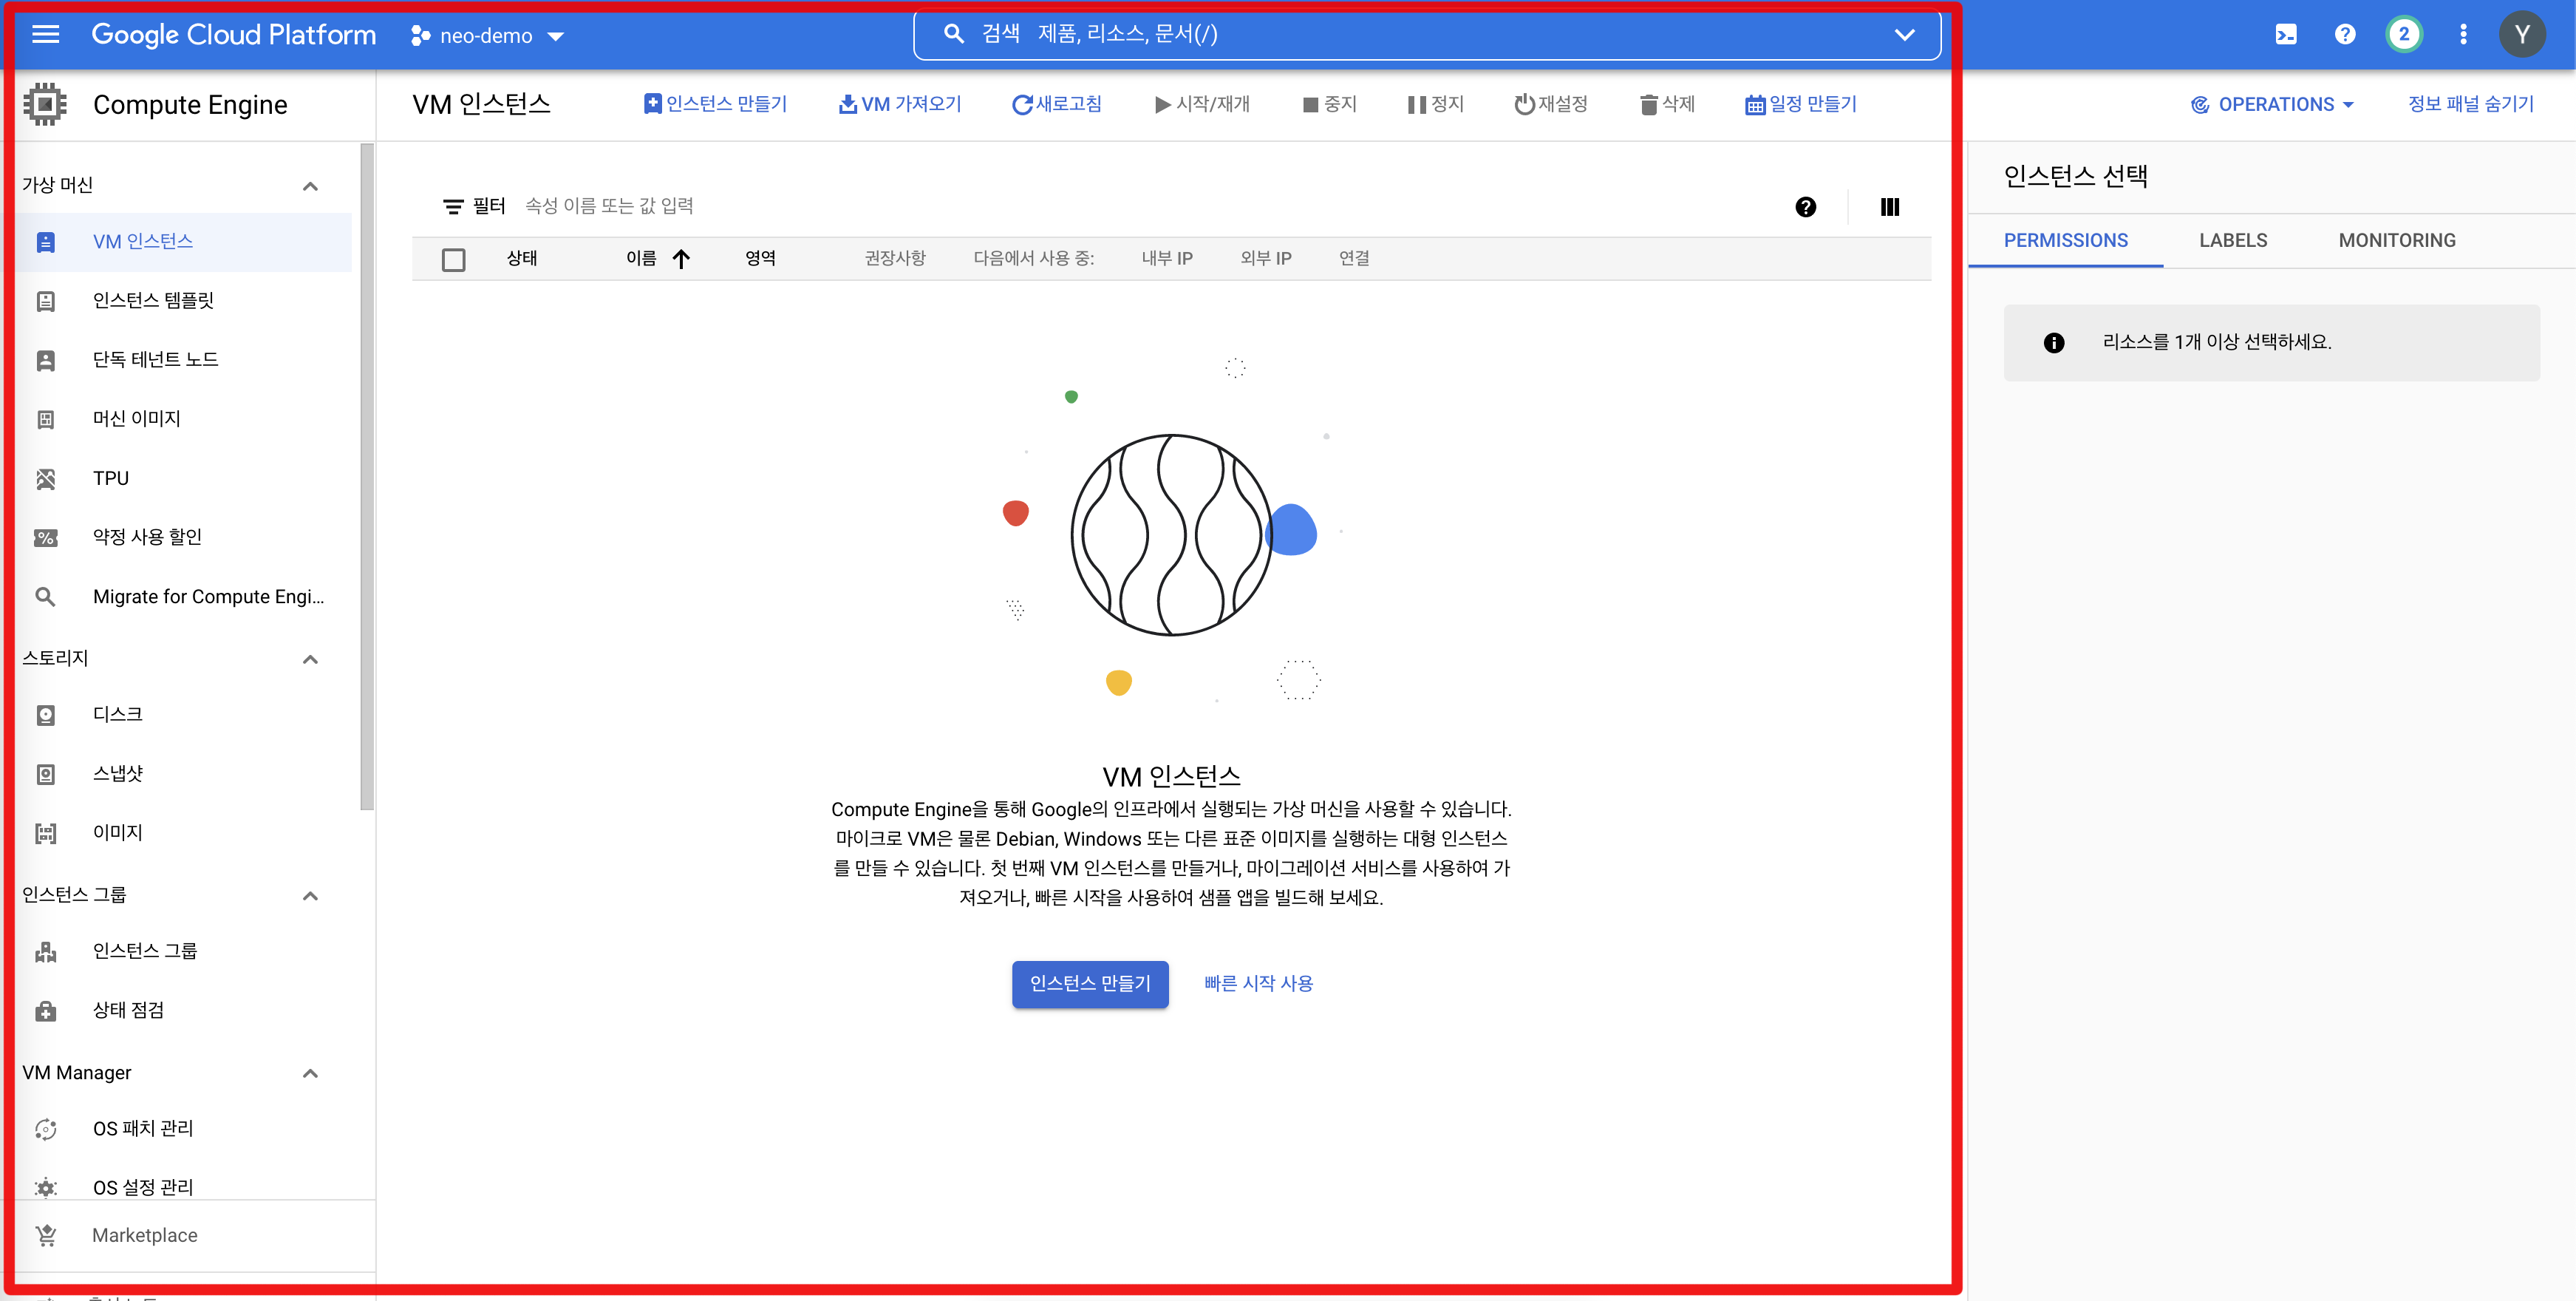 Google Cloud Platform
neo-demo
검색 제품, 리소스, 문서(/)
2
Y
Compute Engine
VM 인스턴스
인스턴스 만들기
VM 가져오기
새로고침
시작/재개
중지
정지
재설정
삭제
일정 만들기
OPERATIONS
정보 패널 숨기기
가상 머신
VM 인스턴스
인스턴스 템플릿
단독 테넌트 노드
머신 이미지
TPU
약정 사용 할인
Migrate for Compute Engi...
스토리지
디스크
스냅샷
이미지
인스턴스 그룹
인스턴스 그룹
상태 점검
VM Manager
OS 패치 관리
OS 설정 관리
Marketplace
필터 속성 이름 또는 값 입력
상태 이름 영역 권장사항 다음에서 사용 중: 내부 IP 외부 IP 연결
VM 인스턴스
Compute Engine을 통해 Google의 인프라에서 실행되는 가상 머신을 사용할 수 있습니다.
마이크로 VM은 물론 Debian, Windows 또는 다른 표준 이미지를 실행하는 대형 인스턴스
를 만들 수 있습니다. 첫 번째 VM 인스턴스를 만들거나, 마이그레이션 서비스를 사용하여 가
져오거나, 빠른 시작을 사용하여 샘플 앱을 빌드해 보세요.
인스턴스 만들기
빠른 시작 사용
인스턴스 선택
PERMISSIONS LABELS MONITORING
리소스를 1개 이상 선택하세요.